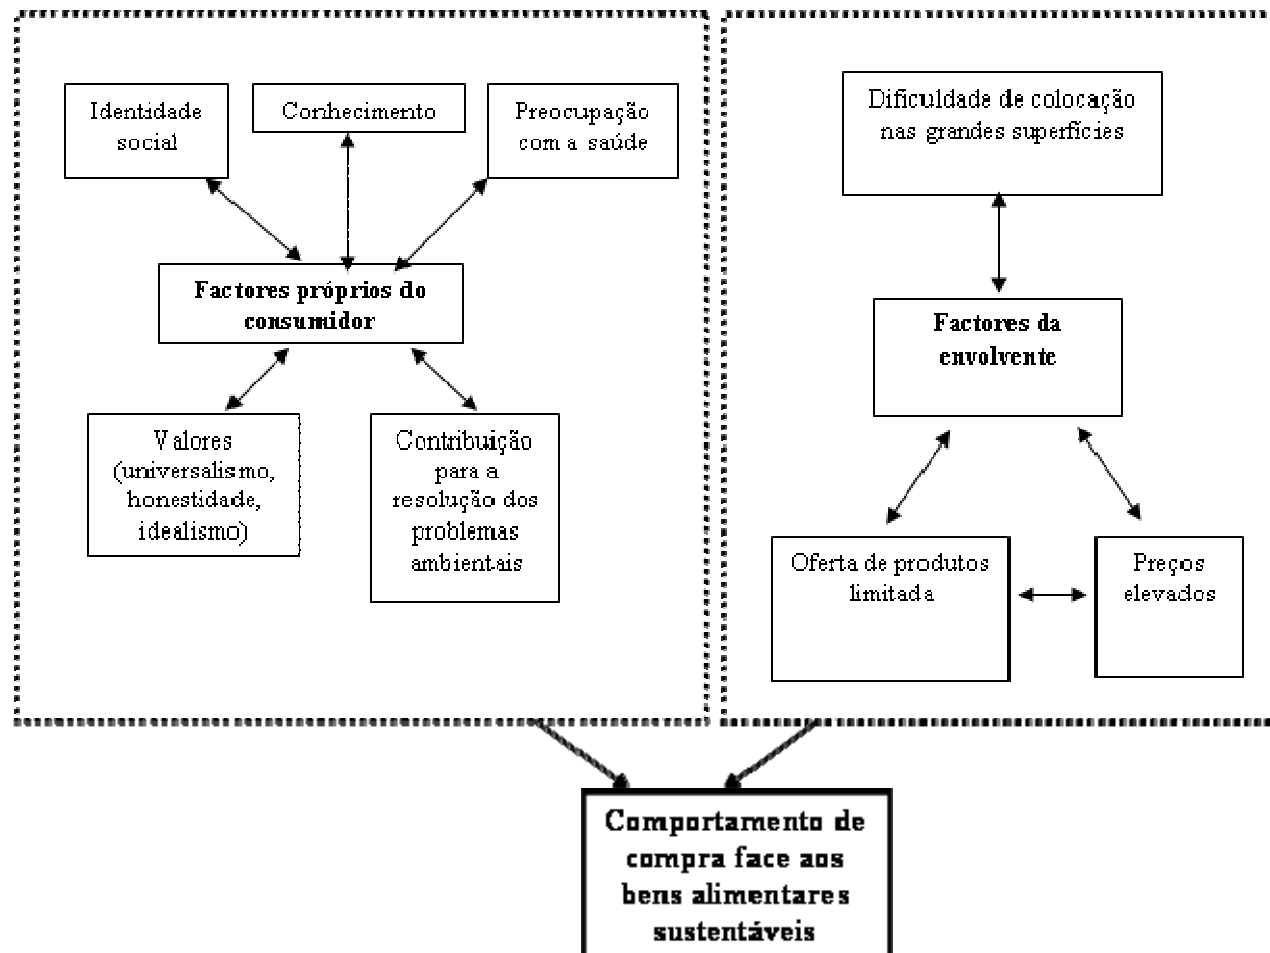 Identidade
social
Conhecimento
Preocupação
com a saúde
Factores próprios do
consumidor
Valores
(universalismo,
honestidade,
idealismo)
Contribuição
para a
resolução dos
problemas
ambientais
Dificuldade de colocação
nas grandes superfícies
Factores da
envolvente
Oferta de produtos
limitada
Preços
elevados
Comportamento de
compra face aos
bens alimentares
sustentáveis